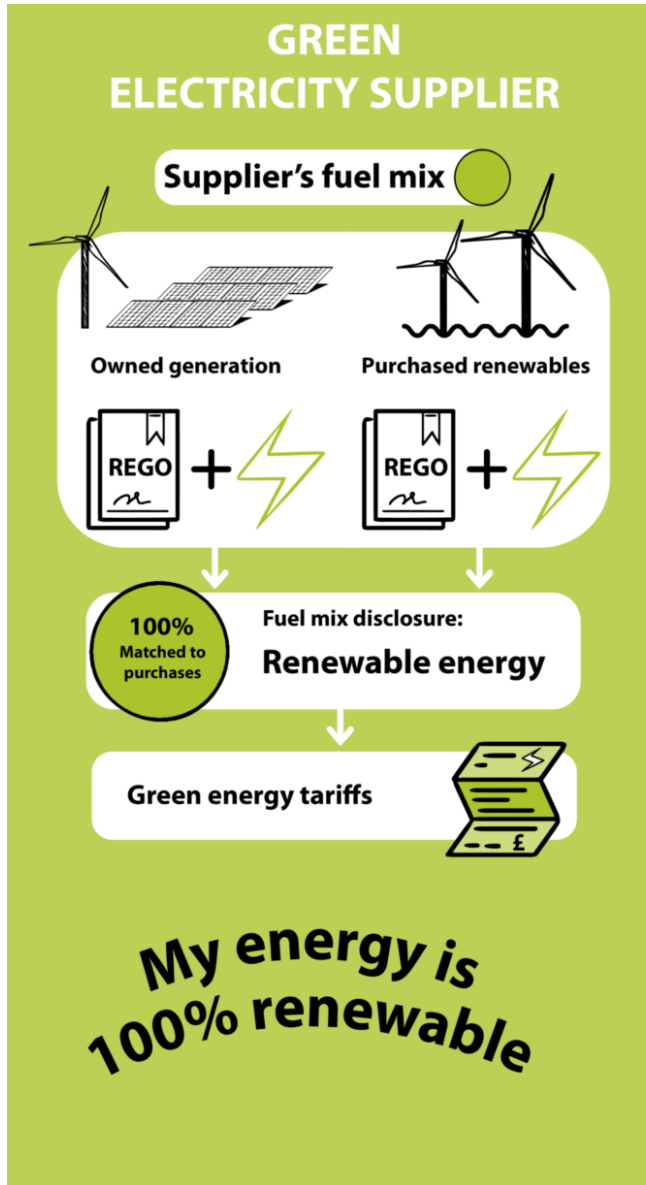 GREEN
ELECTRICITY SUPPLIER
Supplier’s fuel mix
Owned generation
Purchased renewables
REGO
+
REGO
+
100%
Matched to
purchases
Fuel mix disclosure:
Renewable energy
Green energy tariffs
£
My energy is
100% renewable